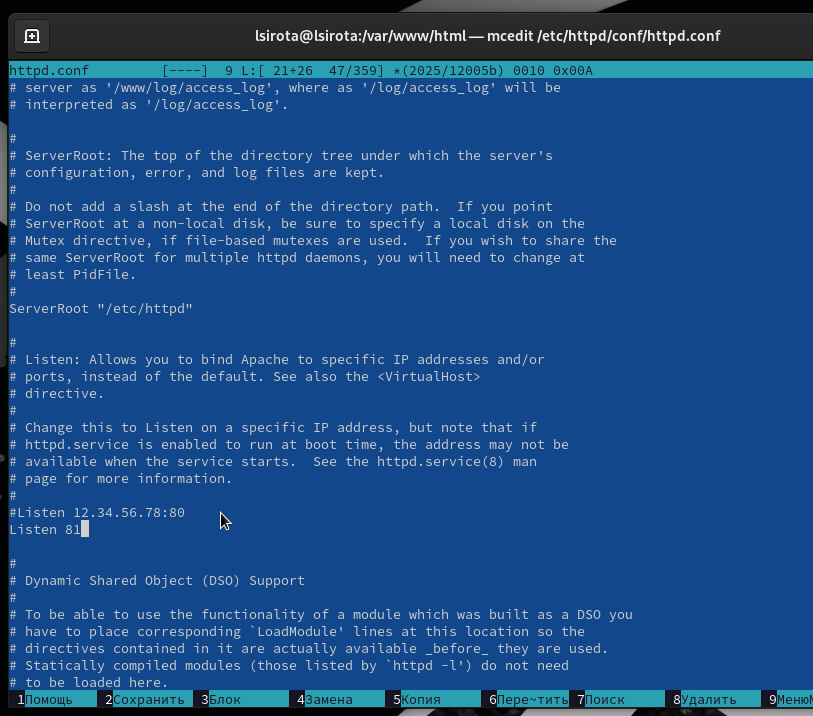 lsirota@lsirota:/var/www/html — mcedit /etc/httpd/conf/httpd.conf
httpd.conf         [----]  9 L:[ 21+26  47/359] *(2025/12005b) 0010 0x00A
# server as '/www/log/access_log', where as '/log/access_log' will be
# interpreted as '/log/access_log'.
#
# ServerRoot: The top of the directory tree under which the server's
# configuration, error, and log files are kept.
#
# Do not add a slash at the end of the directory path.  If you point
# ServerRoot at a non-local disk, be sure to specify a local disk on the
# Mutex directive, if file-based mutexes are used.  If you wish to share the
# same ServerRoot for multiple httpd daemons, you will need to change at
# least PidFile.
#
ServerRoot "/etc/httpd"
#
# Listen: Allows you to bind Apache to specific IP addresses and/or
# ports, instead of the default. See also the <VirtualHost>
# directive.
#
# Change this to Listen on a specific IP address, but note that if
# httpd.service is enabled to run at boot time, the address may not be
# available when the service starts.  See the httpd.service(8) man
# page for more information.
#
#Listen 12.34.56.78:80
Listen 81
#
# Dynamic Shared Object (DSO) Support
#
# To be able to use the functionality of a module which was built as a DSO you
# have to place corresponding `LoadModule' lines at this location so the
# directives contained in it are actually available _before_ they are used.
# Statically compiled modules (those listed by `httpd -l') do not need
# to be loaded here.
1Помощь 2Сохранить 3Блок 4Замена 5Копия 6Пере~тить 7Поиск 8Удалить 9МенюM